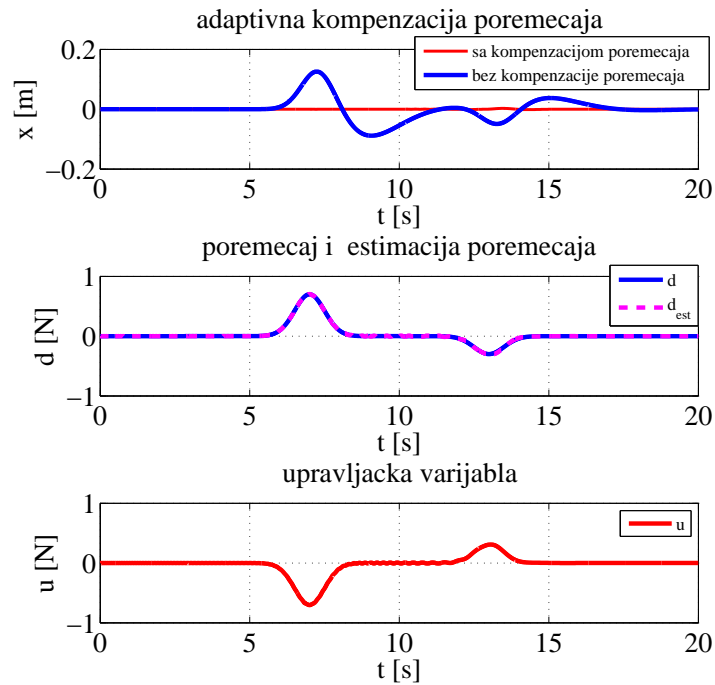 adaptivna kompenzacija poremecaja
0.2
0
−0.2
x [m]
sa kompenzacijom poremecaja
bez kompenzacije poremecaja
0 5 10 15 20
t [s]
poremecaj i estimacija poremecaja
1
0
−1
d [N]
d
d_est
0 5 10 15 20
t [s]
upravljacka varijabla
1
0
−1
u [N]
u
0 5 10 15 20
t [s]